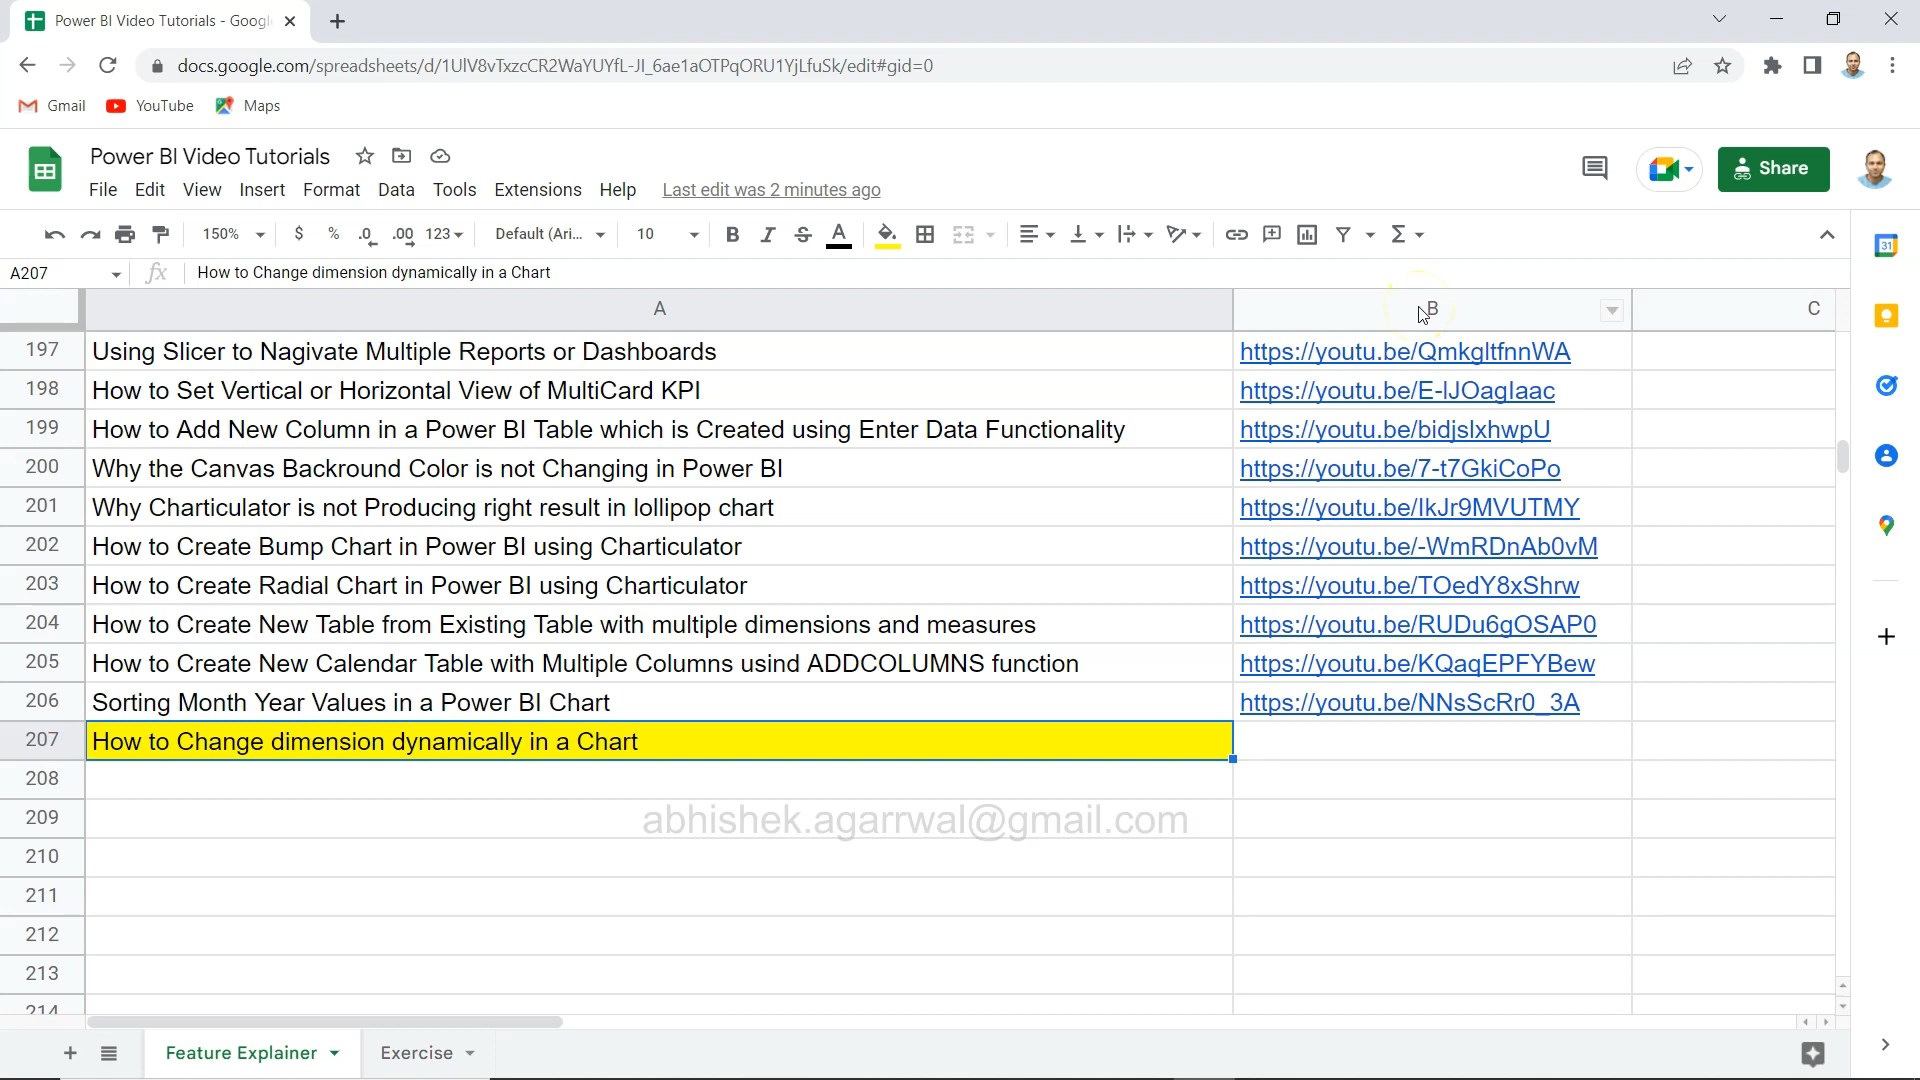 Power BI Video Tutorials - Googl
docs.google.com/spreadsheets/d/1UlV8vTxzcCR2WaYUYfL-JI_6ae1aOTPqORU1YjLfuSk/edit#gid=0
Gmail YouTube Maps
Power BI Video Tutorials
File Edit View Insert Format Data Tools Extensions Help Last edit was 2 minutes ago
Share
150% $ % .0 .00 123 Default (Ari... 10 B I S A Σ
31
A207 fx How to Change dimension dynamically in a Chart
A B C
197 Using Slicer to Nagivate Multiple Reports or Dashboards https://youtu.be/QmkgltfnnWA
198 How to Set Vertical or Horizontal View of MultiCard KPI https://youtu.be/E-lJOaglaac
199 How to Add New Column in a Power BI Table which is Created using Enter Data Functionality https://youtu.be/bidjslxhwpU
200 Why the Canvas Backround Color is not Changing in Power BI https://youtu.be/7-t7GkiCoPo
201 Why Charticulator is not Producing right result in lollipop chart https://youtu.be/IkJr9MVUTMY
202 How to Create Bump Chart in Power BI using Charticulator https://youtu.be/-WmRDnAb0vM
203 How to Create Radial Chart in Power BI using Charticulator https://youtu.be/TOedY8xShrw
204 How to Create New Table from Existing Table with multiple dimensions and measures https://youtu.be/RUDu6gOSAP0
205 How to Create New Calendar Table with Multiple Columns usind ADDCOLUMNS function https://youtu.be/KQaqEPFYBew
206 Sorting Month Year Values in a Power BI Chart https://youtu.be/NNsScRr0_3A
207 How to Change dimension dynamically in a Chart
208
209
abhishek.agarrwal@gmail.com
210
211
212
213
214
Feature Explainer Exercise